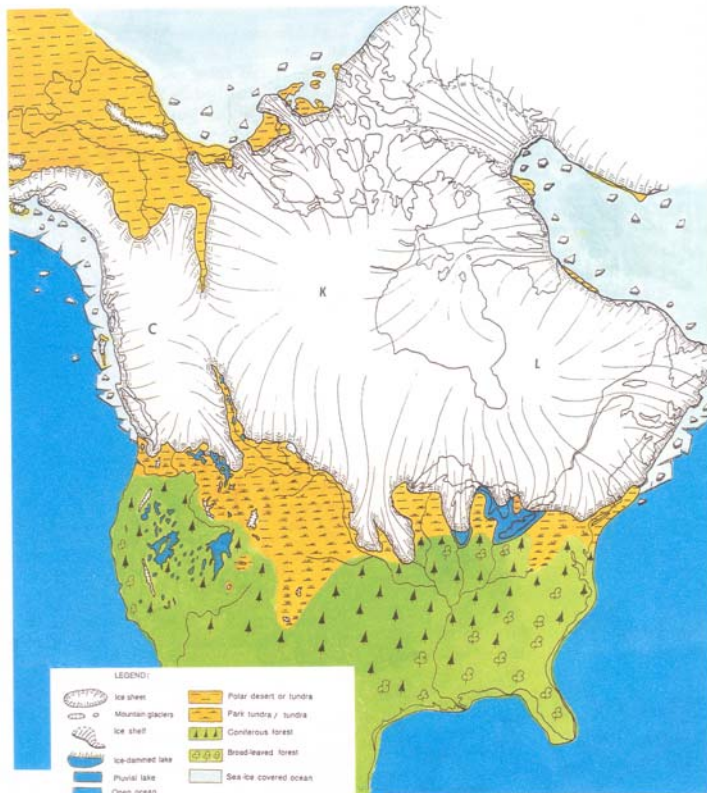 K
C
L
LEGEND:
Ice sheet
Mountain glaciers
Ice shelf
Ice-dammed lake
Pluvial lake
Open ocean
Polar desert or tundra
Park tundra / tundra
Coniferous forest
Broad-leaved forest
Sea-ice covered ocean